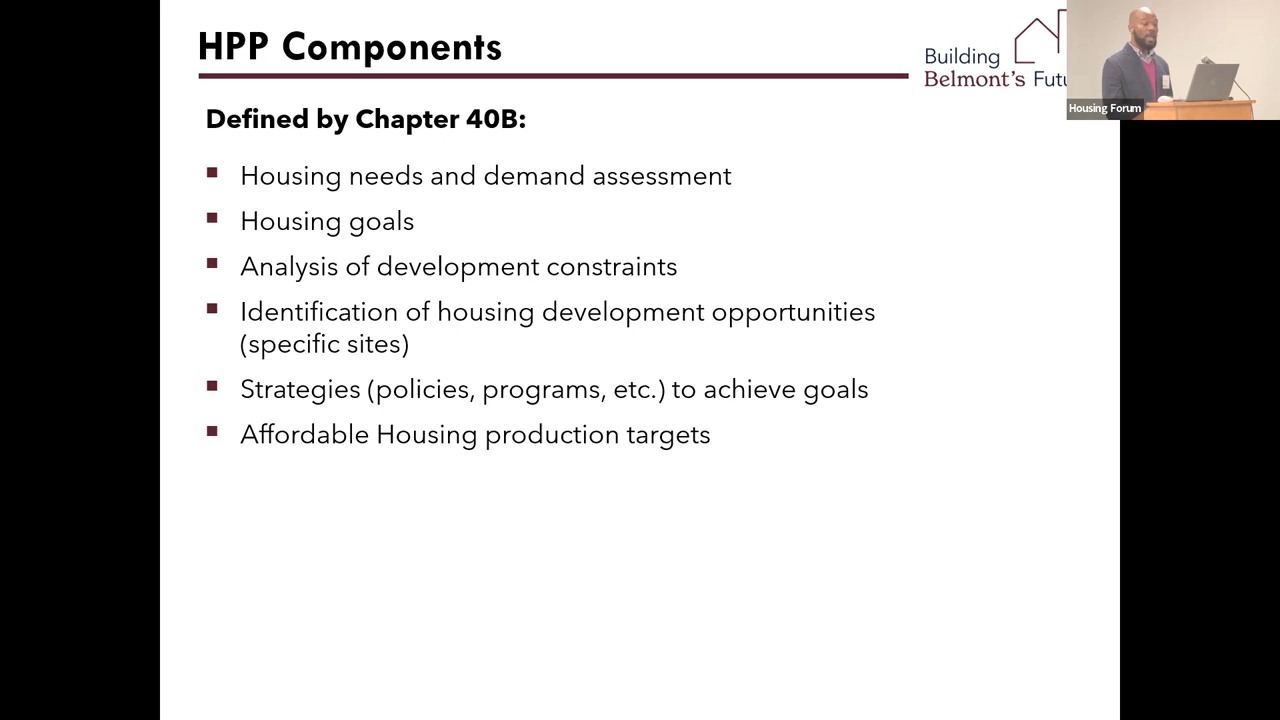 HPP Components
Building
Belmont's
Housing Forum
Defined by Chapter 40B:
Housing needs and demand assessment
Housing goals
Analysis of development constraints
Identification of housing development opportunities
(specific sites)
Strategies (policies, programs, etc.) to achieve goals
Affordable Housing production targets